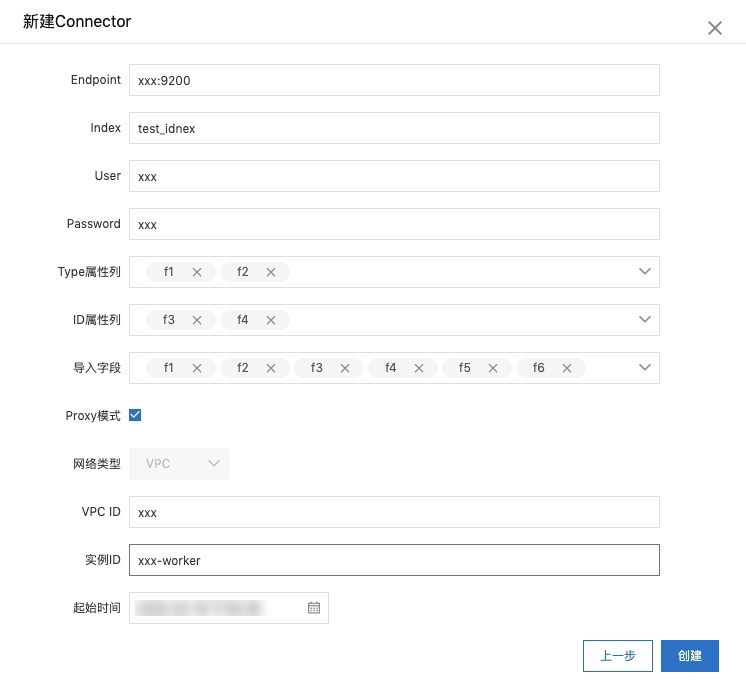 新建Connector
Endpoint xxx:9200
Index test_idnex
User xxx
Password xxx
Type属性列 f1 f2
ID属性列 f3 f4
导入字段 f1 f2 f3 f4 f5 f6
Proxy模式
网络类型 VPC
VPC ID xxx
实例ID xxx-worker
起始时间
上一步 创建